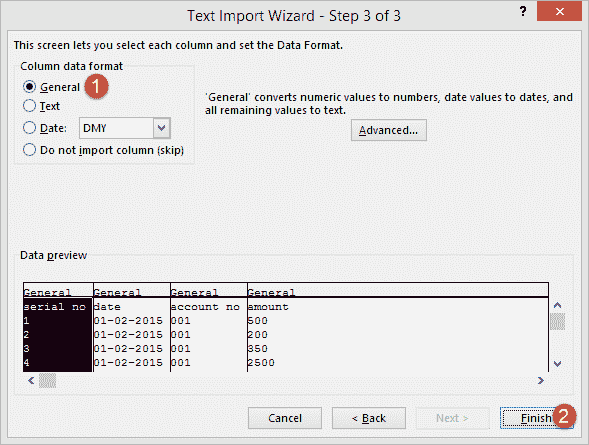 Text Import Wizard - Step 3 of 3
?
This screen lets you select each column and set the Data Format.
Column data format
General 1
Text
Date: DMY
Do not import column (skip)
'General' converts numeric values to numbers, date values to dates, and
all remaining values to text.
Advanced...
Data preview
General General General General
serial no date account no amount
1 01-02-2015 001 500
2 01-02-2015 001 200
3 01-02-2015 001 350
4 01-02-2015 001 2500
Cancel < Back Next > Finish 2